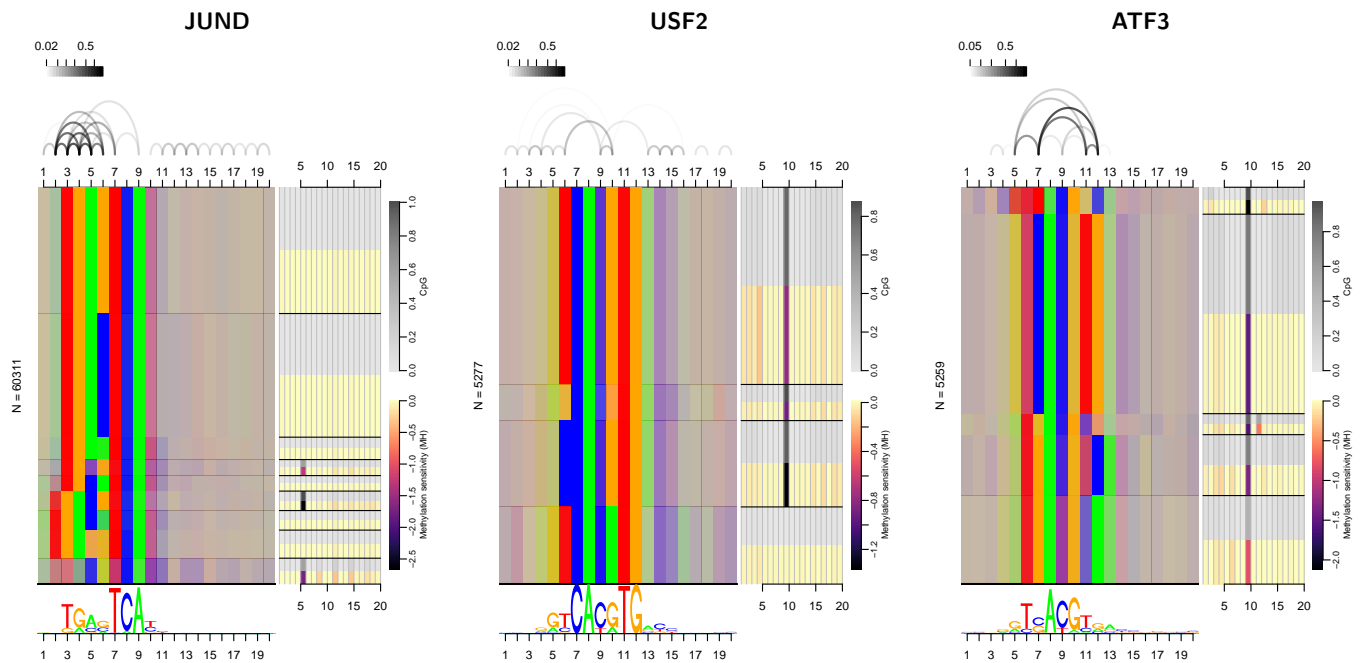 JUND USF2 ATF3
0.02 0.5 0.02 0.5 0.05 0.5
1 3 5 7 9 11 13 15 17 19 1 3 5 7 9 11 13 15 17 19 1 3 5 7 9 11 13 15 17 19
5 10 15 20 5 10 15 20 5 10 15 20
N = 60311
0.0 0.2 0.4 0.6 0.8 1.0
CpG
−2.5 −2.0 −1.5 −1.0 −0.5 0.0
Methylation sensitivity (MH)
N = 5277
0.0 0.2 0.4 0.6 0.8
CpG
−1.2 −0.8 −0.4 0.0
Methylation sensitivity (MH)
N = 5259
0.0 0.2 0.4 0.6 0.8
CpG
−2.0 −1.5 −1.0 −0.5 0.0
Methylation sensitivity (MH)
5 10 15 20 5 10 15 20 5 10 15 20
TGAGTCAT GTCACGTG GTCACGTGA
1 3 5 7 9 11 13 15 17 19 1 3 5 7 9 11 13 15 17 19 1 3 5 7 9 11 13 15 17 19